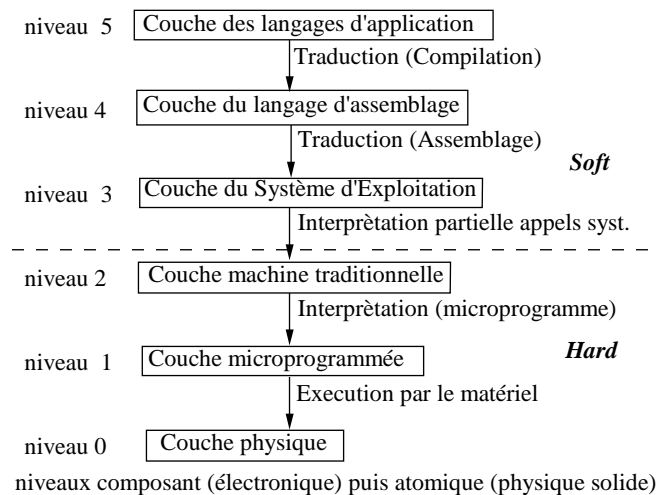 niveau 5 Couche des langages d'application
Traduction (Compilation)
niveau 4 Couche du langage d'assemblage
Traduction (Assemblage)
Soft
niveau 3 Couche du Système d'Exploitation
Interprètation partielle appels syst.
niveau 2 Couche machine traditionnelle
Interprètation (microprogramme)
Hard
niveau 1 Couche microprogrammée
Execution par le matériel
niveau 0 Couche physique
niveaux composant (électronique) puis atomique (physique solide)